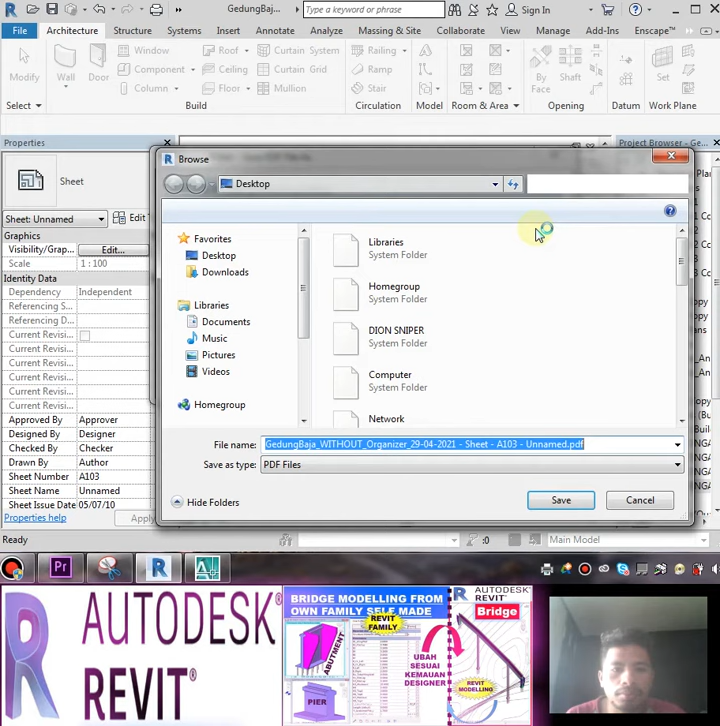 GedungBaj...
Type a keyword or phrase
Sign In
File
Architecture
Structure
Systems
Insert
Annotate
Analyze
Massing & Site
Collaborate
View
Manage
Add-Ins
Enscape™
Modify
Wall
Door
Window
Component
Column
Roof
Ceiling
Floor
Curtain System
Curtain Grid
Mullion
Railing
Ramp
Stair
By
Face
Shaft
Set
Select
Build
Circulation
Model
Room & Area
Opening
Datum
Work Plane
Properties
Project Browser - Ge...
Sheet
Sheet: Unnamed
Edit T
Graphics
Visibility/Grap...
Edit...
Scale
1 : 100
Identity Data
Dependency
Independent
Referencing S...
Referencing D...
Current Revisi...
Current Revisi...
Current Revisi...
Current Revisi...
Current Revisi...
Approved By
Approver
Designed By
Designer
Checked By
Checker
Drawn By
Author
Sheet Number
A103
Sheet Name
Unnamed
Sheet Issue Date
05/07/10
Properties help
Apply
Browse
Desktop
Favorites
Desktop
Downloads
Libraries
Documents
Music
Pictures
Videos
Homegroup
Libraries
System Folder
Homegroup
System Folder
DION SNIPER
System Folder
Computer
System Folder
Network
File name:
GedungBaja_WITHOUT_Organizer_29-04-2021 - Sheet - A103 - Unnamed.pdf
Save as type:
PDF Files
Hide Folders
Save
Cancel
Ready
:0
Main Model
AUTODESK
REVIT®
BRIDGE MODELLING FROM
OWN FAMILY SELF MADE
REVIT
FAMILY
ABUTMENT
PIER
UBAH
SESUAI
KEMAUAN
DESIGNER
AUTODESK
REVIT
Bridge
REVIT
MODELLING